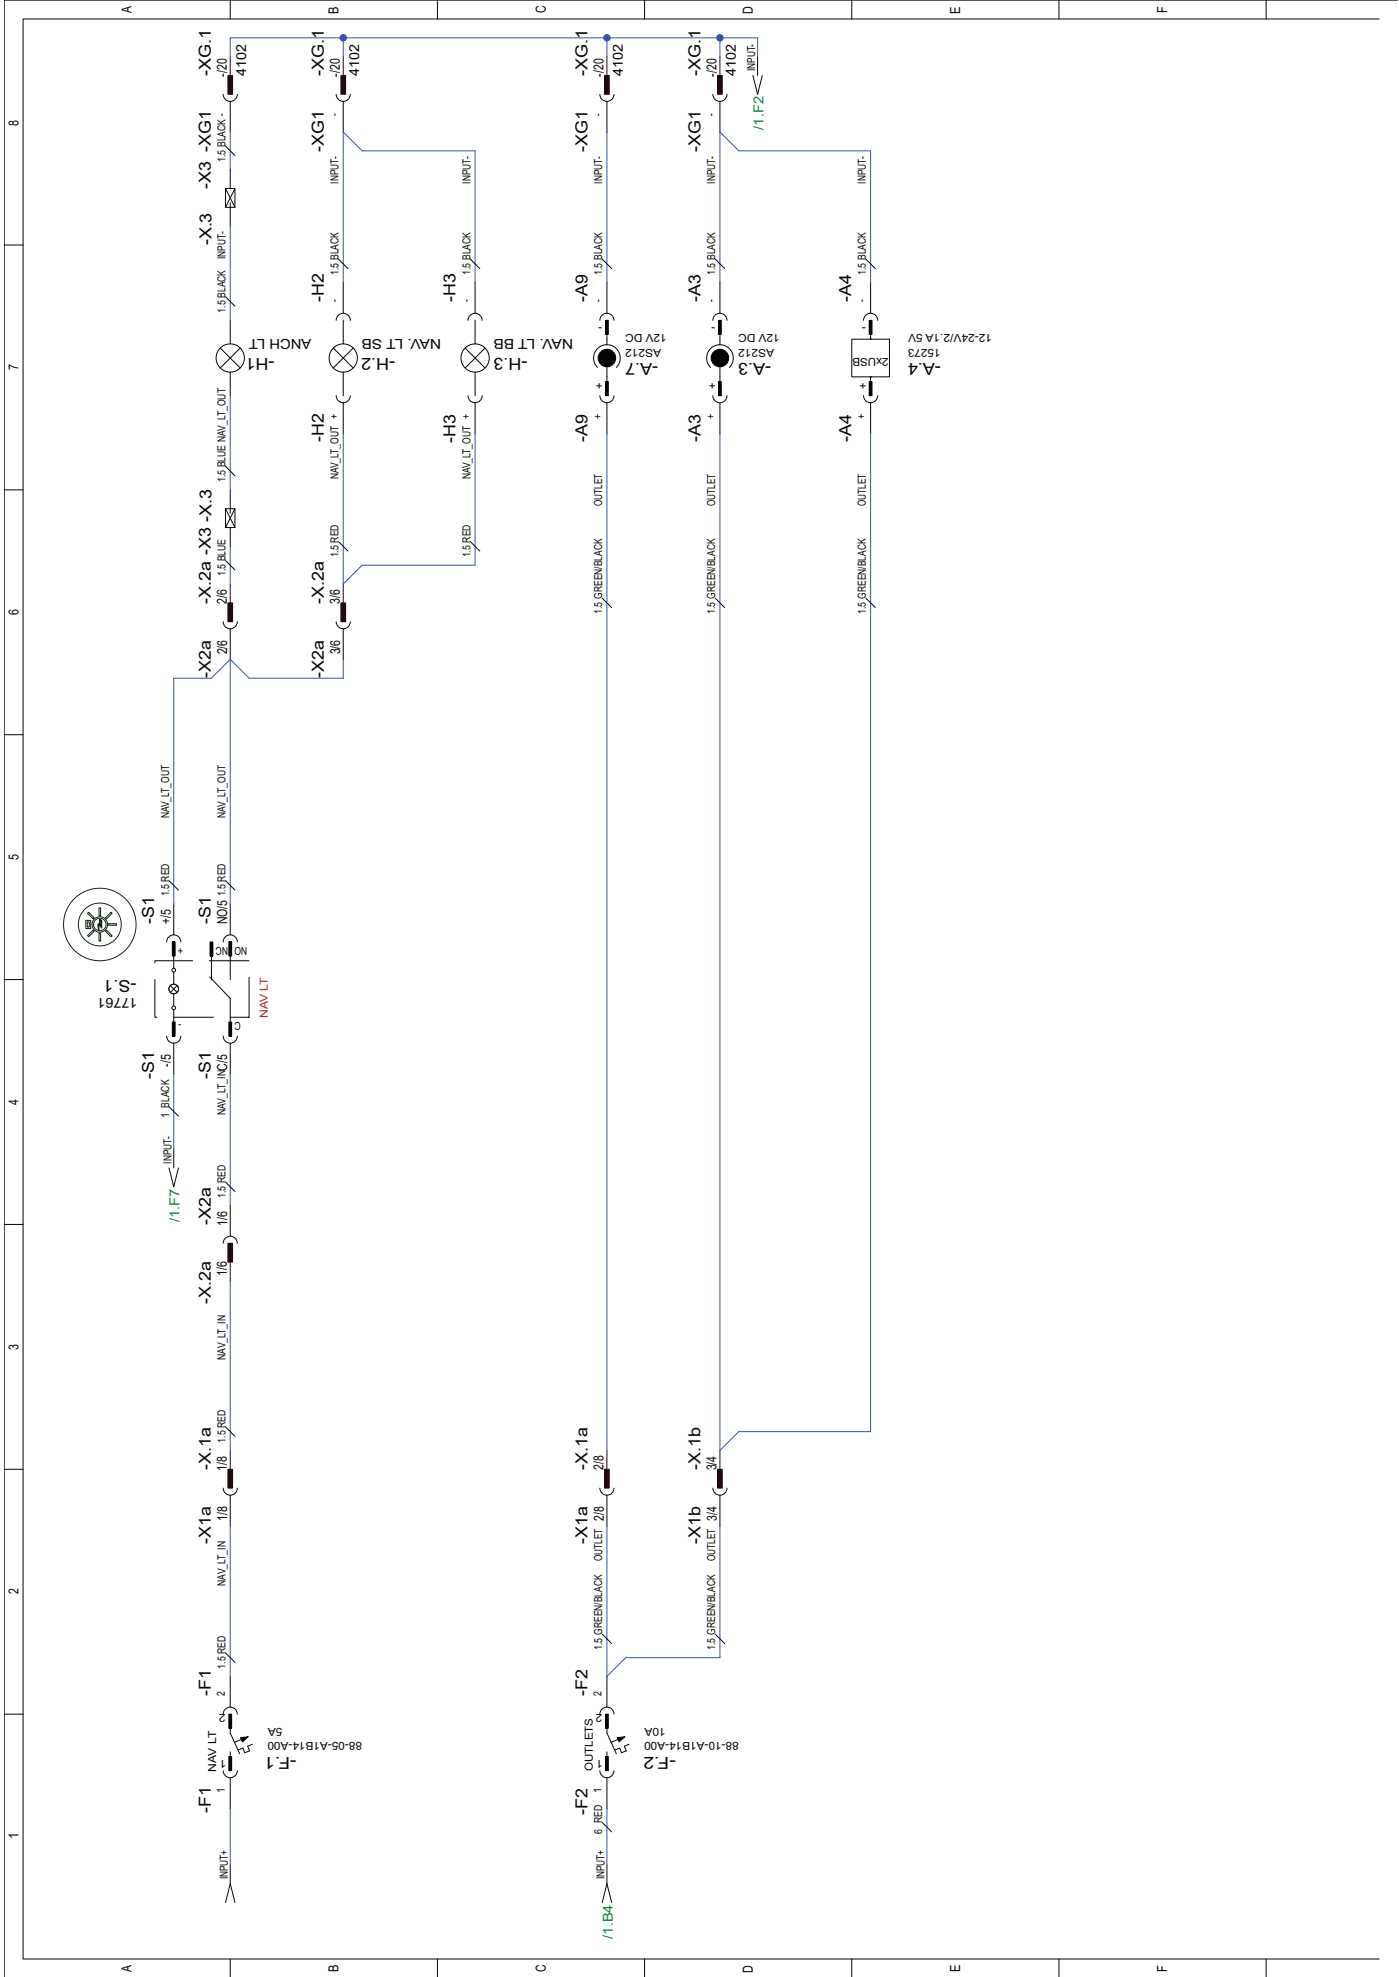 A
B
C
D
E
F
8
7
6
5
4
3
2
1
A
B
C
D
E
F
INPUT+
-F1
1
NAV LT
1
2
-F.1
88-05-A1B14-A00
5A
-F1
2
1.5 RED
NAV_LT_IN
-X1a
1/8
-X.1a
1/8
1.5 RED
NAV_LT_IN
-X.2a
1/6
-X2a
1/6
1.5 RED
NAV_LT_IN
-S1
C/5
C
NAV LT
NC
NO
-S1
NO/5
1.5 RED
NAV_LT_OUT
/1.F7
INPUT-
1 BLACK
-S1
-/5
-
-S.1
17761
+
-S1
+/5
1.5 RED
NAV_LT_OUT
-X2a
2/6
-X.2a
2/6
1.5 BLUE
-X3
-X.3
1.5 BLUE
NAV_LT_OUT
-H1
ANCH LT
1.5 BLACK
INPUT-
-X.3
-X3
1.5 BLACK
-XG1
-
-XG.1
-/20
4102
-X2a
3/6
-X.2a
3/6
1.5 RED
NAV_LT_OUT
-H2
+
-H.2
NAV. LT SB
-H2
-
1.5 BLACK
INPUT-
-XG1
-
-XG.1
-/20
4102
1.5 RED
NAV_LT_OUT
-H3
+
-H.3
NAV. LT BB
-H3
-
1.5 BLACK
INPUT-
/1.B4
INPUT+
6 RED
-F2
1
OUTLETS
1
2
-F.2
88-10-A1B14-A00
10A
-F2
2
1.5 GREEN/BLACK
OUTLET
-X1a
2/8
-X.1a
2/8
1.5 GREEN/BLACK
OUTLET
-A9
+
+
-A.7
AS212
12V DC
-
-A9
-
1.5 BLACK
INPUT-
-XG1
-
-XG.1
-/20
4102
1.5 GREEN/BLACK
OUTLET
-X1b
3/4
-X.1b
3/4
1.5 GREEN/BLACK
OUTLET
-A3
+
+
-A.3
AS212
12V DC
-
-A3
-
1.5 BLACK
INPUT-
-XG1
-
-XG.1
-/20
4102
INPUT-
/1.F2
1.5 GREEN/BLACK
OUTLET
-A4
+
+
2xUSB
-A.4
15273
12-24V/2.1A 5V
-
-A4
-
1.5 BLACK
INPUT-